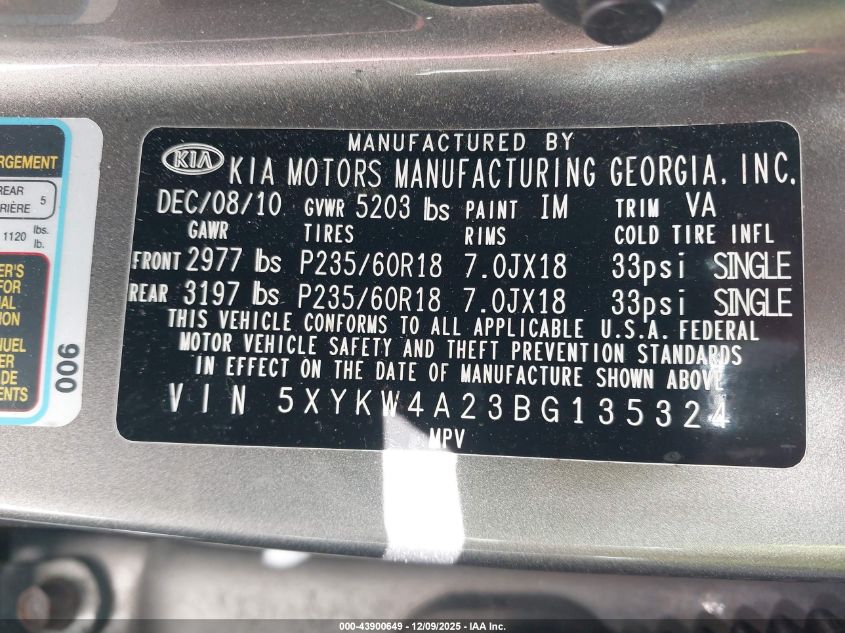 MANUFACTURED BY
KIA KIA MOTORS MANUFACTURING GEORGIA, INC.
DEC/08/10 GVWR 5203 lbs PAINT IM TRIM VA
GAWR TIRES RIMS COLD TIRE INFL
FRONT 2977 lbs P235/60R18 7.0JX18 33psi SINGLE
REAR 3197 lbs P235/60R18 7.0JX18 33psi SINGLE
THIS VEHICLE CONFORMS TO ALL APPLICABLE U.S.A. FEDERAL
MOTOR VEHICLE SAFETY AND THEFT PREVENTION STANDARDS
IN EFFECT ON THE DATE OF MANUFACTURE SHOWN ABOVE
VIN 5XYKW4A23BG135324
MPV
REAR 5
1120 lbs.
lb.
FOR
006
000-43900649 - 12/09/2025 - IAA Inc.